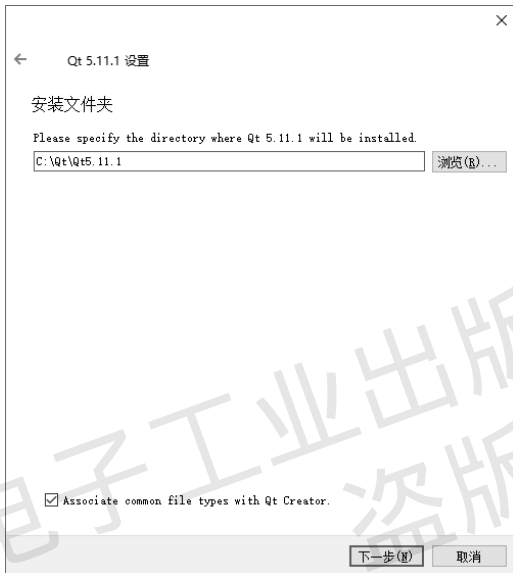 Qt 5.11.1 设置
安装文件夹
Please specify the directory where Qt 5.11.1 will be installed.
C:\Qt\Qt5.11.1
浏览(R)...
电子工业出版
盗版
Associate common file types with Qt Creator.
下一步(N)
取消